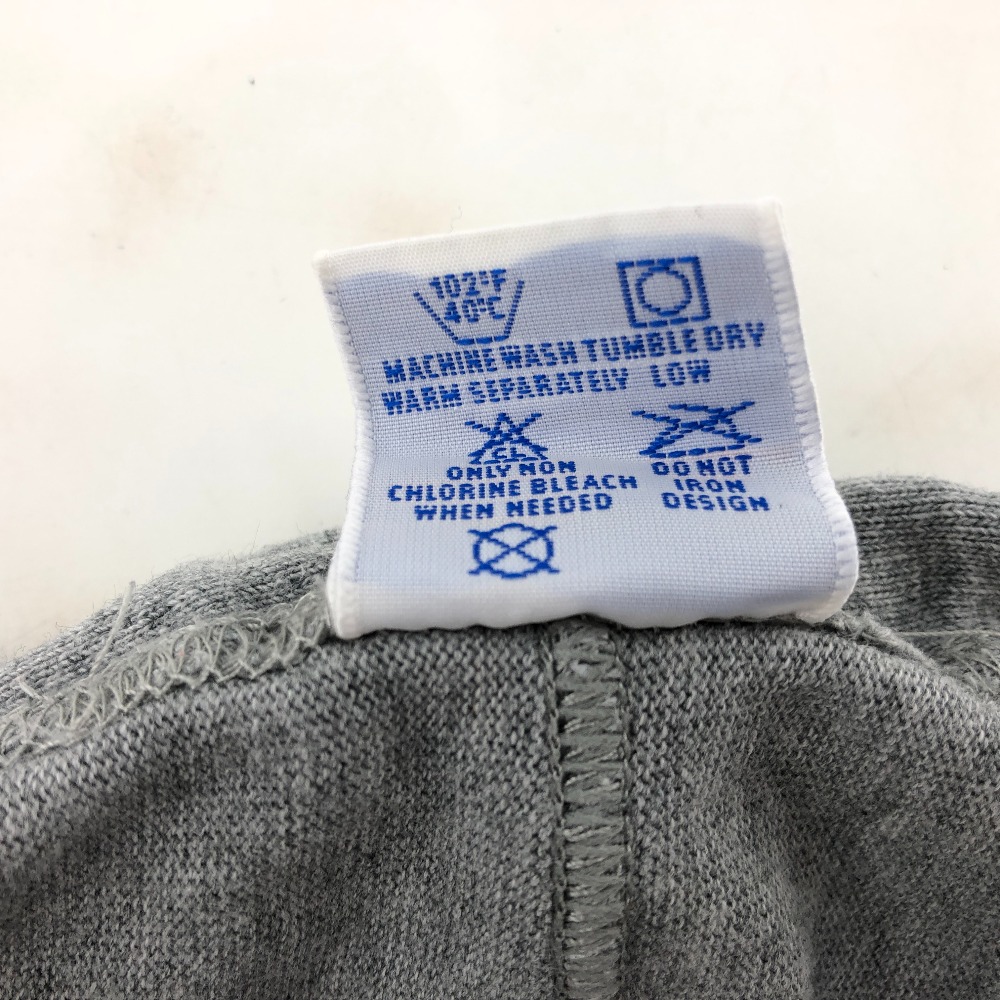 102°F
40°C
MACHINE WASH
WARM SEPARATELY
TUMBLE DRY
LOW
CL
ONLY NON
CHLORINE BLEACH
WHEN NEEDED
DO NOT
IRON
DESIGN